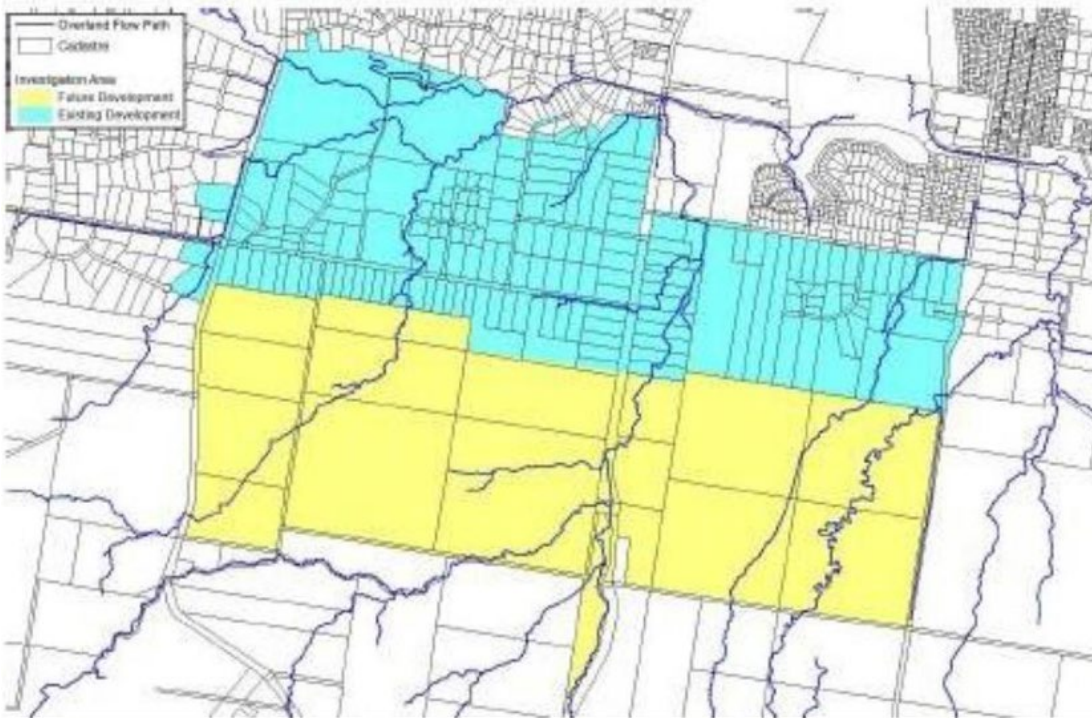 Overland Flow Path
Cadastre
Investigation Area
Future Development
Existing Development